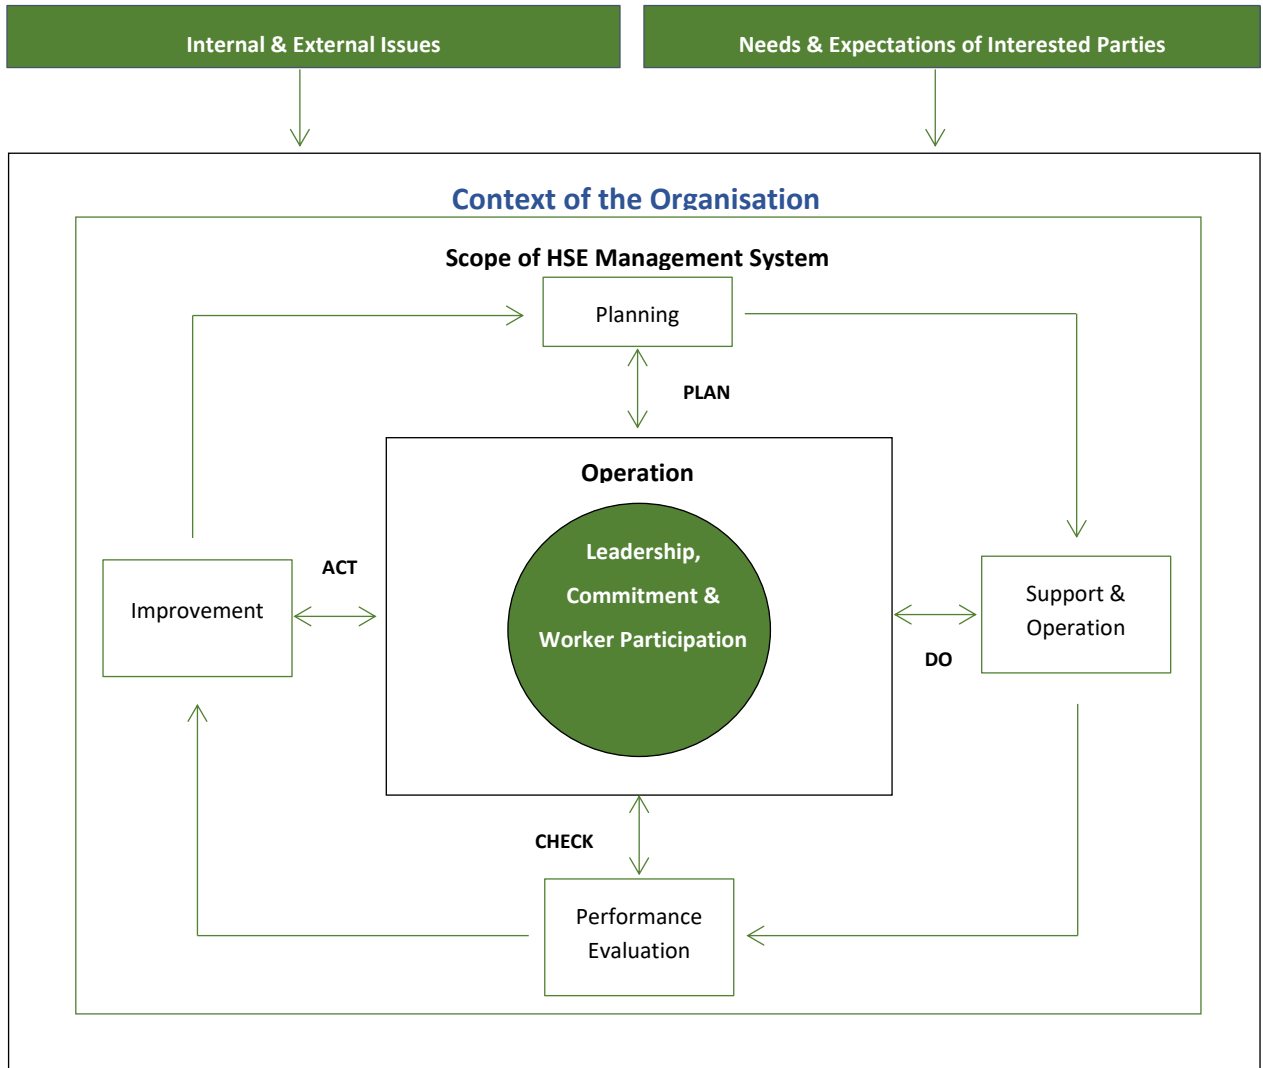 Internal & External Issues
Needs & Expectations of Interested Parties
Context of the Organisation
Scope of HSE Management System
Planning
PLAN
Operation
Leadership,
Commitment &
Worker Participation
ACT
Improvement
Support &
Operation
DO
CHECK
Performance
Evaluation